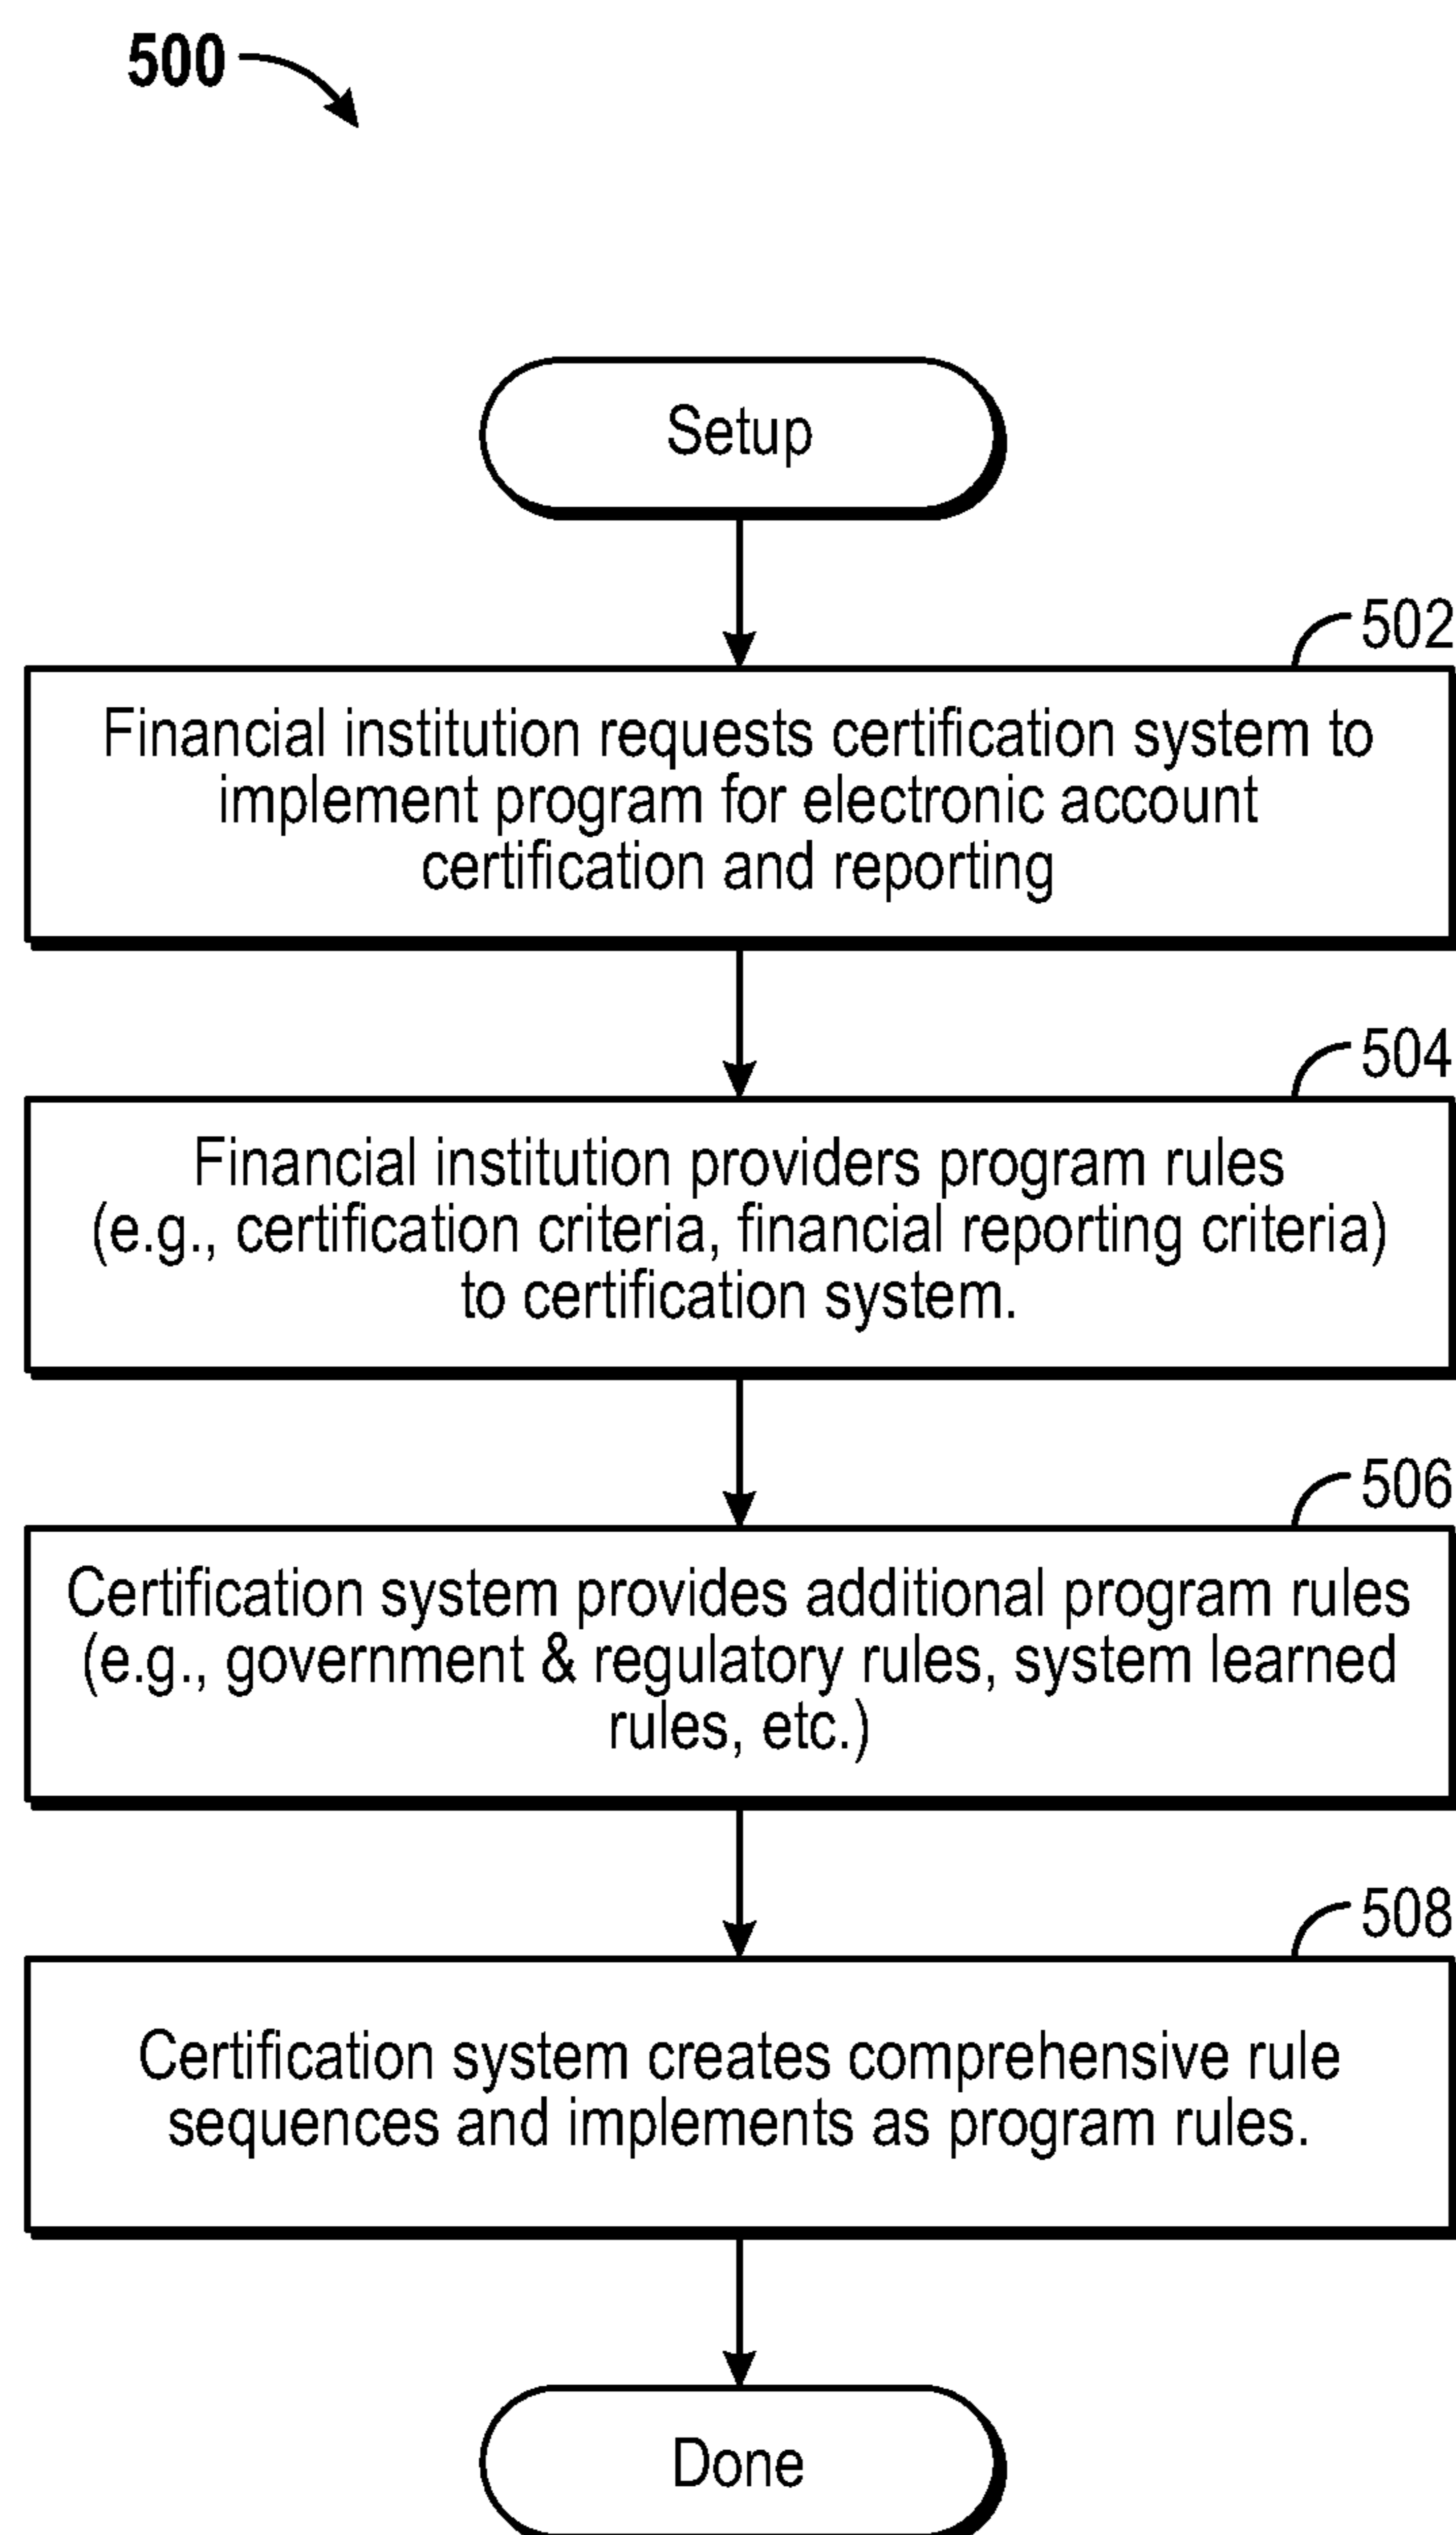 500
Setup
502
Financial institution requests certification system to
implement program for electronic account
certification and reporting
504
Financial institution providers program rules
(e.g., certification criteria, financial reporting criteria)
to certification system.
506
Certification system provides additional program rules
(e.g., government & regulatory rules, system learned
rules, etc.)
508
Certification system creates comprehensive rule
sequences and implements as program rules.
Done